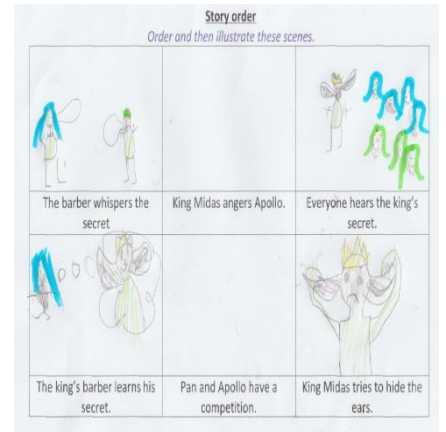 Story order
Order and then illustrate these scenes.
The barber whispers the
secret
King Midas angers Apollo.
Everyone hears the king's
secret.
The king's barber learns his
secret.
Pan and Apollo have a
competition.
King Midas tries to hide the
ears.